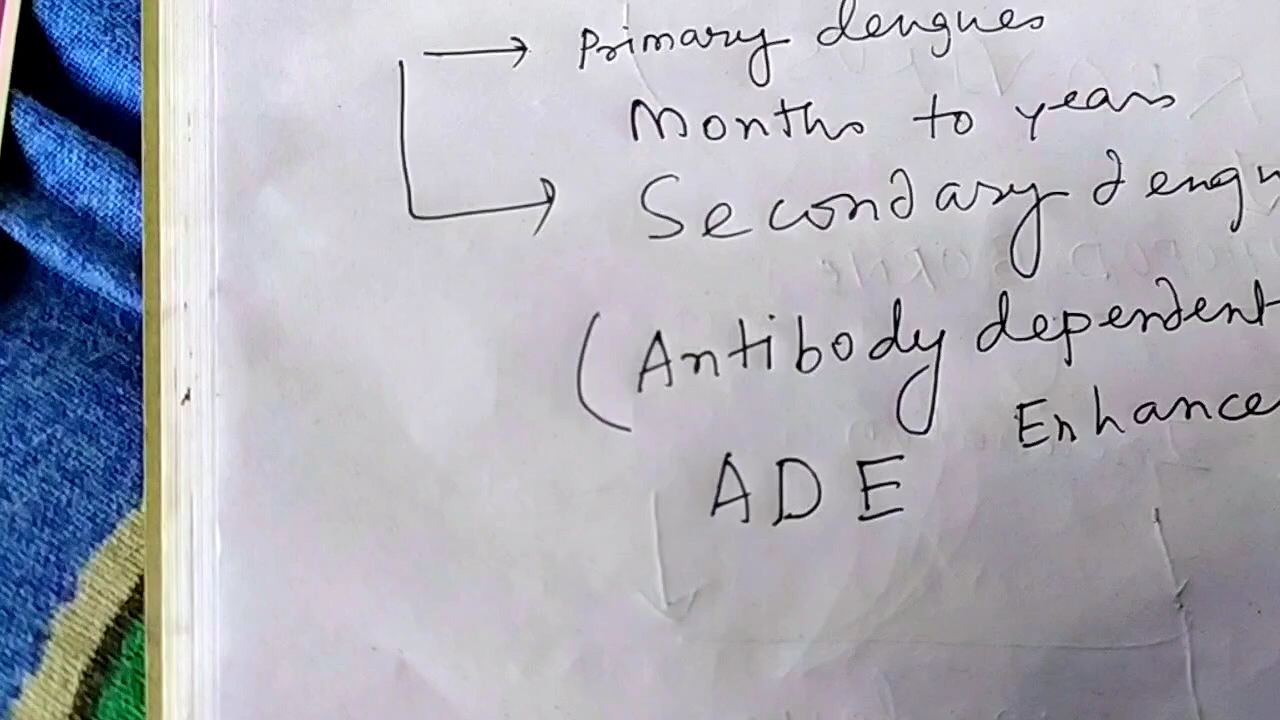 → Primary dengues
Months to years
→ Secondary dengu
(Antibody dependent
Enhance
ADE